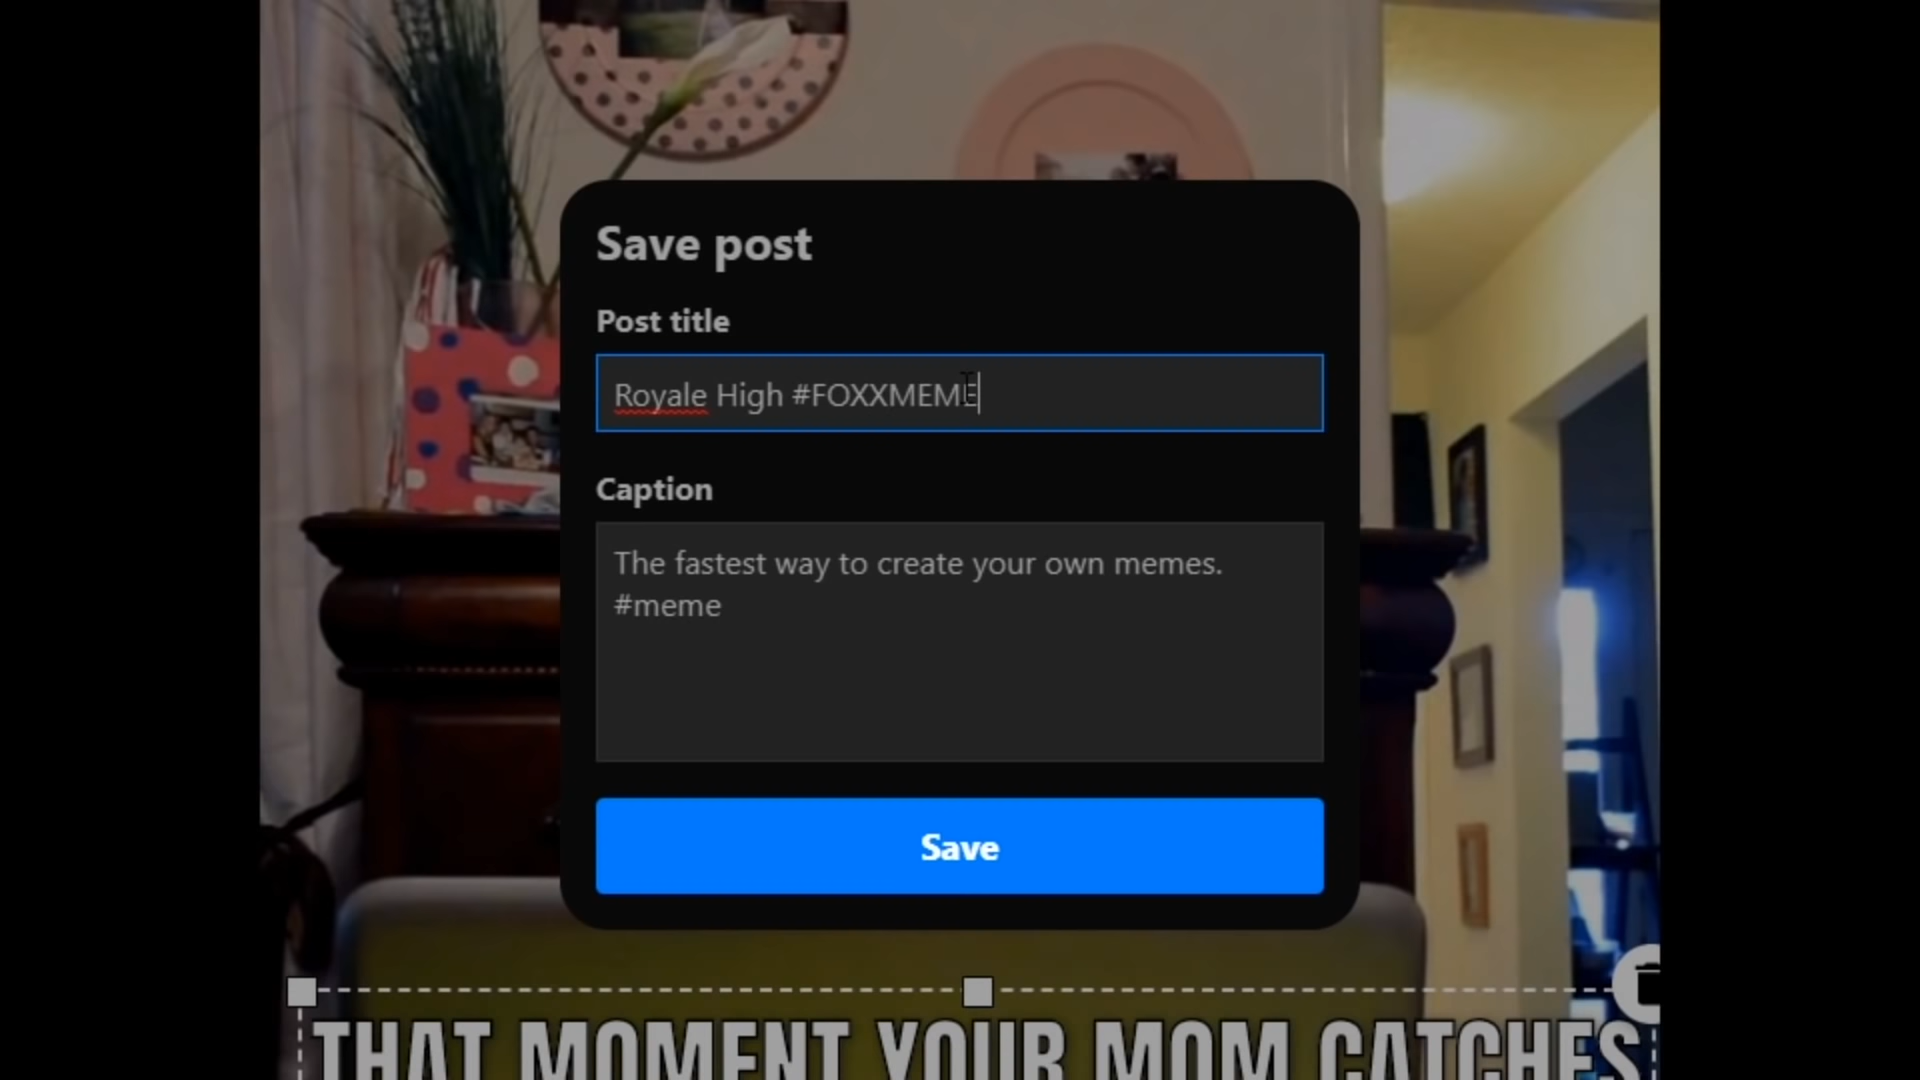 Save post
Post title
Royale High #FOXXMEME
Caption
The fastest way to create your own memes.
#meme
Save
THAT MOMENT YOUR MOM CATCHES